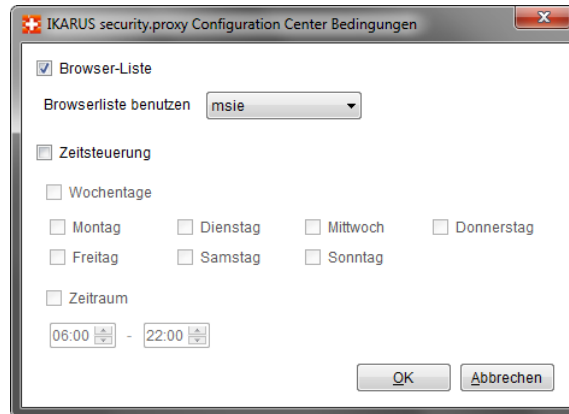 IKARUS security.proxy Configuration Center Bedingungen
Browser-Liste
Browserliste benutzen msie
Zeitsteuerung
Wochentage
Montag Dienstag Mittwoch Donnerstag
Freitag Samstag Sonntag
Zeitraum
06:00 - 22:00
OK Abbrechen